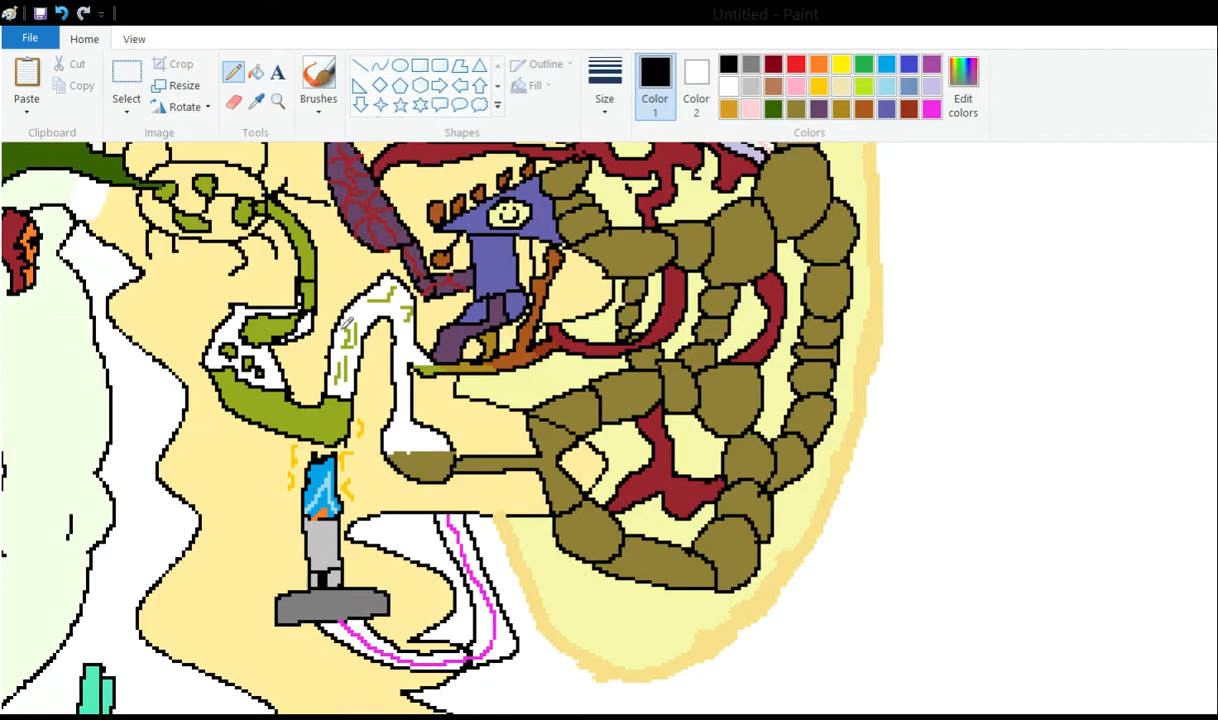 Untitled - Paint
File Home View
Paste
Cut
Copy
Clipboard
Select
Crop
Resize
Rotate
Image
A
Tools
Brushes
Shapes
Outline
Fill
Size
Color
1
Color
2
Colors
Edit
colors